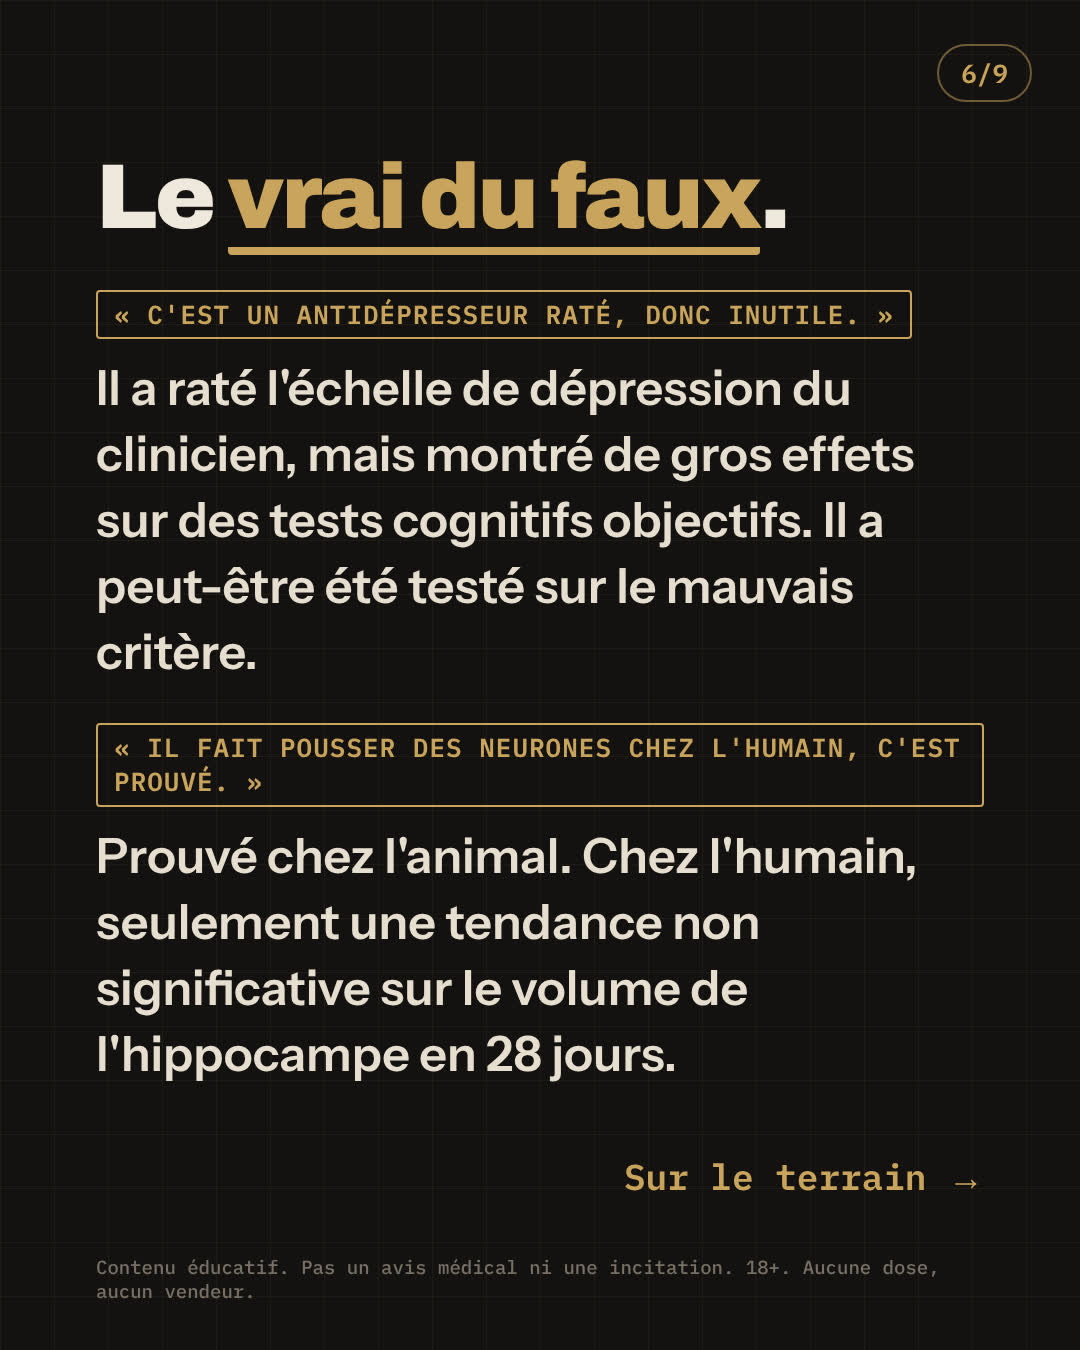 6/9
Le vrai du faux.
« C'EST UN ANTIDÉPRESSEUR RATÉ, DONC INUTILE. »
Il a raté l'échelle de dépression du
clinicien, mais montré de gros effets
sur des tests cognitifs objectifs. Il a
peut-être été testé sur le mauvais
critère.
« IL FAIT POUSSER DES NEURONES CHEZ L'HUMAIN, C'EST
PROUVÉ. »
Prouvé chez l'animal. Chez l'humain,
seulement une tendance non
significative sur le volume de
l'hippocampe en 28 jours.
Sur le terrain →
Contenu éducatif. Pas un avis médical ni une incitation. 18+. Aucune dose,
aucun vendeur.